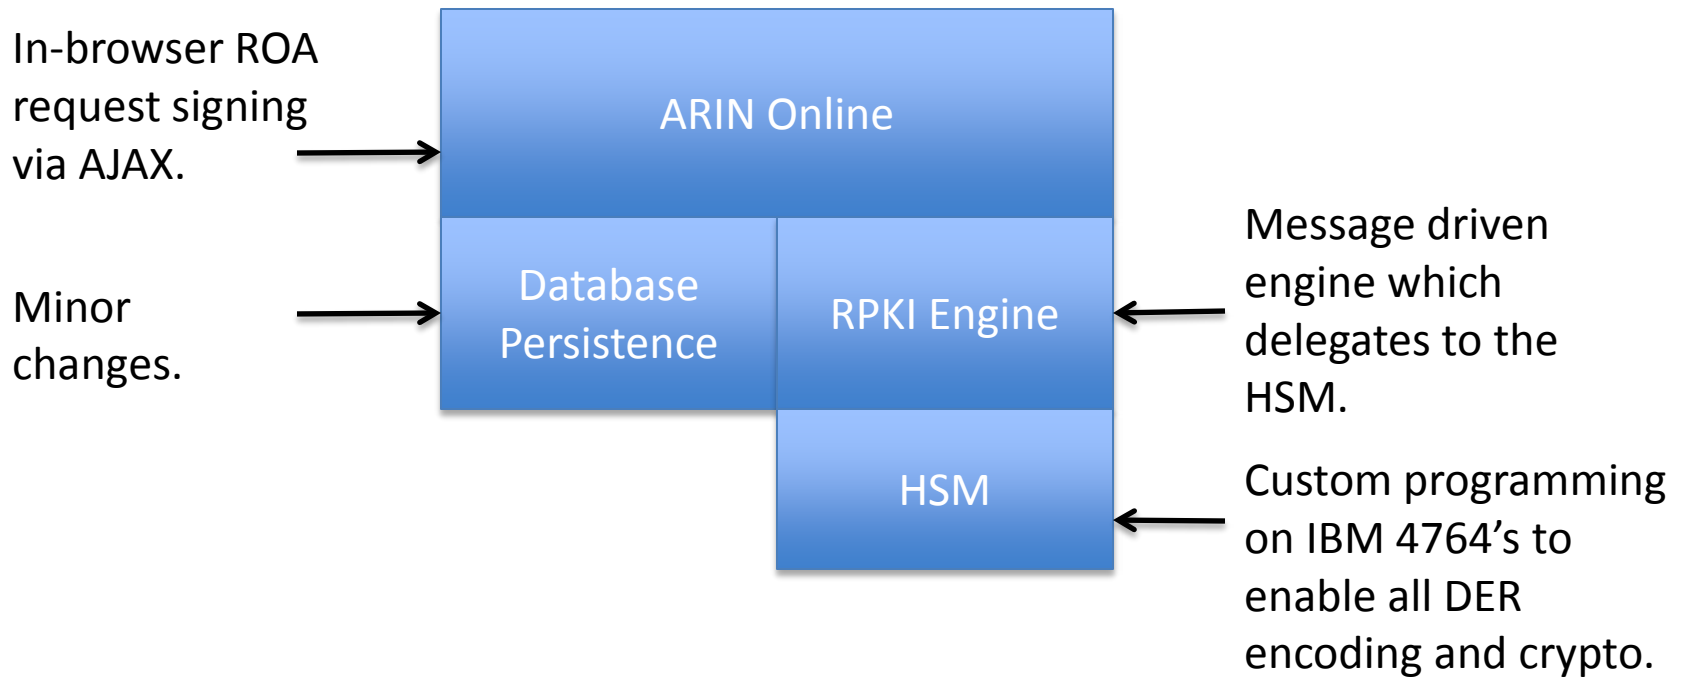 In-browser ROA
request signing
via AJAX.
ARIN Online
Minor
changes.
Database
Persistence
RPKI Engine
Message driven
engine which
delegates to the
HSM.
HSM
Custom programming
on IBM 4764’s to
enable all DER
encoding and crypto.